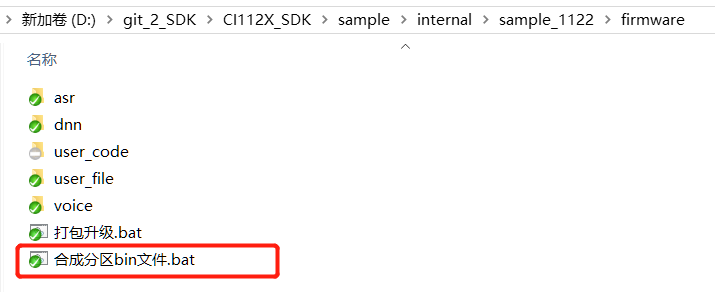 新加卷 (D:) > git_2_SDK > CI112X_SDK > sample > internal > sample_1122 > firmware
名称
asr
dnn
user_code
user_file
voice
打包升级.bat
合成分区bin文件.bat